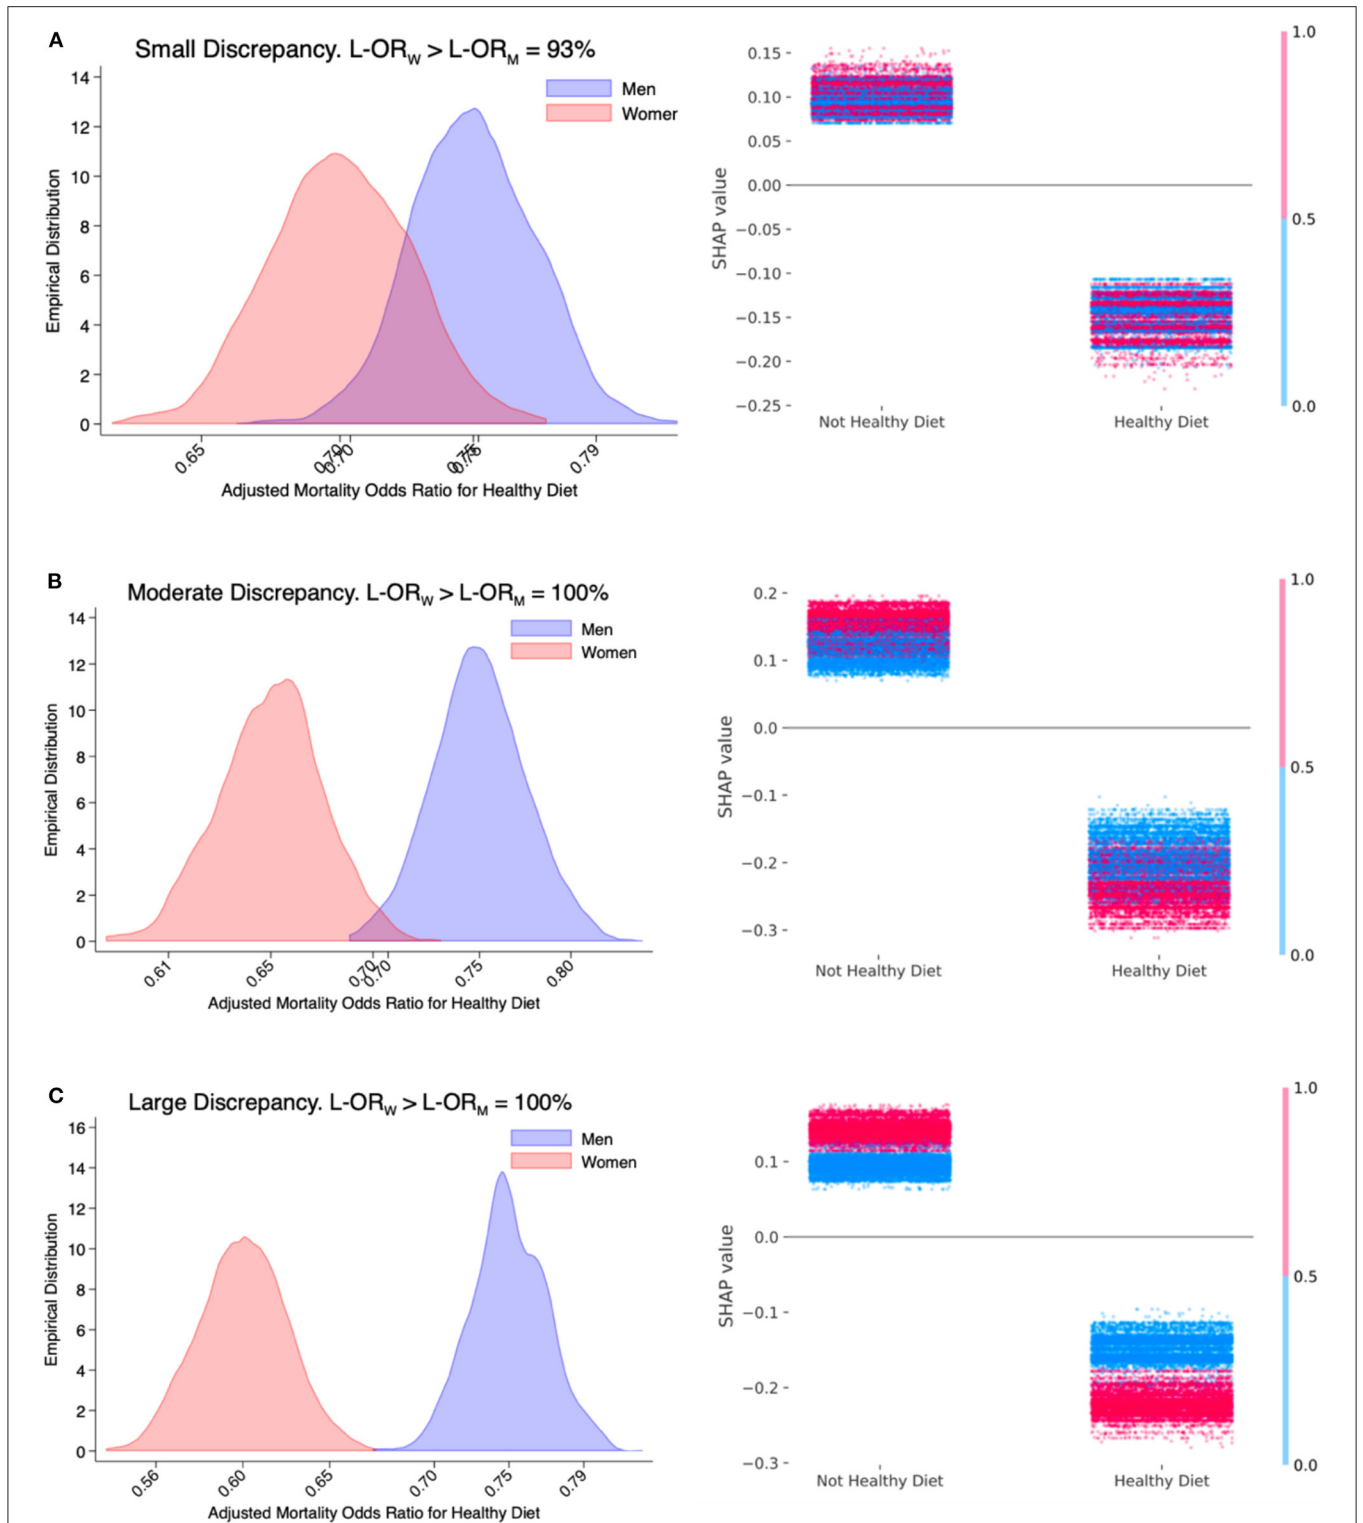 A
Small Discrepancy. L-ORW > L-ORM = 93%
Men
Womer
14
12
10
8
6
4
2
0
Empirical Distribution
0.65
0.70
0.70
0.75
0.79
Adjusted Mortality Odds Ratio for Healthy Diet
0.15
0.10
0.05
0.00
−0.05
−0.10
−0.15
−0.20
−0.25
SHAP value
Not Healthy Diet
Healthy Diet
1.0
0.5
0.0
B
Moderate Discrepancy. L-ORW > L-ORM = 100%
Men
Women
14
12
10
8
6
4
2
0
Empirical Distribution
0.61
0.65
0.70
0.70
0.75
0.80
Adjusted Mortality Odds Ratio for Healthy Diet
0.2
0.1
0.0
−0.1
−0.2
−0.3
SHAP value
Not Healthy Diet
Healthy Diet
1.0
0.5
0.0
C
Large Discrepancy. L-ORW > L-ORM = 100%
Men
Women
16
14
12
10
8
6
4
2
0
Empirical Distribution
0.56
0.60
0.65
0.70
0.75
0.79
Adjusted Mortality Odds Ratio for Healthy Diet
0.1
0.0
−0.1
−0.2
−0.3
SHAP value
Not Healthy Diet
Healthy Diet
1.0
0.5
0.0